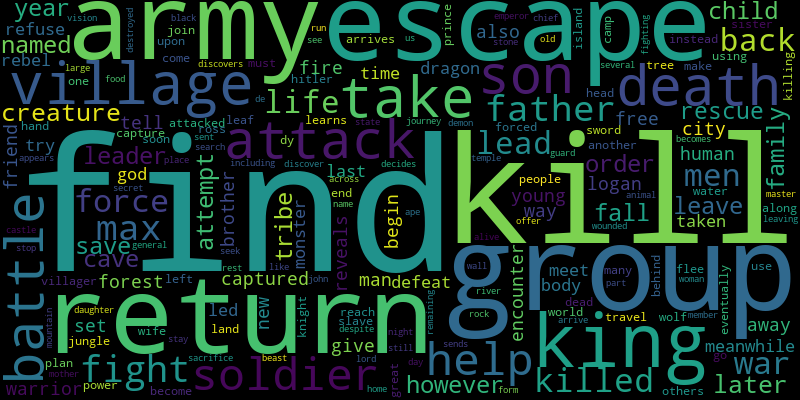 year
vision
black
army
escape
prince
island
camp
chief
emperor
old
fighting
child
sister
refuse
destroyed
join
upon
run
see
arrives
us
stone
also
instead
back
named
rebel
large
one
village
come
discovers
must
fire
time
dragon
son
several
tree
using
make
death
killing
food
hitler
life
take
father
head
rescue
creature
tell
attacked
de
learns
state
journey
demon
forced
sword
another
free
city
becomes
hand
try
capture
soon
ross
leaf
sent
search
attack
dy
decides
lead
guard
human
family
friend
appears
leader
place
including
discover
temple
order
men
water
find
kill
god
secret
force
attempt
brother
last
across
end
name
ape
begin
people
young
way
offer
logan
animal
master
along
leaving
leave
max
castle
general
save
stop
cave
tribe
monster
seek
reveals
alive
wounded
fall
taken
battle
villager
forest
left
rest
like
captured
john
man
defeat
remaining
group
encounter
wall
meet
many
behind
flee
woman
use
body
part
river
dead
eventually
mountain
return
daughter
set
wife
led
land
new
knight
reach
slave
despite
give
rock
world
travel
member
arrive
wolf
away
jungle
stay
king
meanwhile
plan
mother
fight
sacrifice
beast
night
still
lord
great
day
sends
help
war
go
warrior
power
become
soldier
home
however
form
killed
others
later